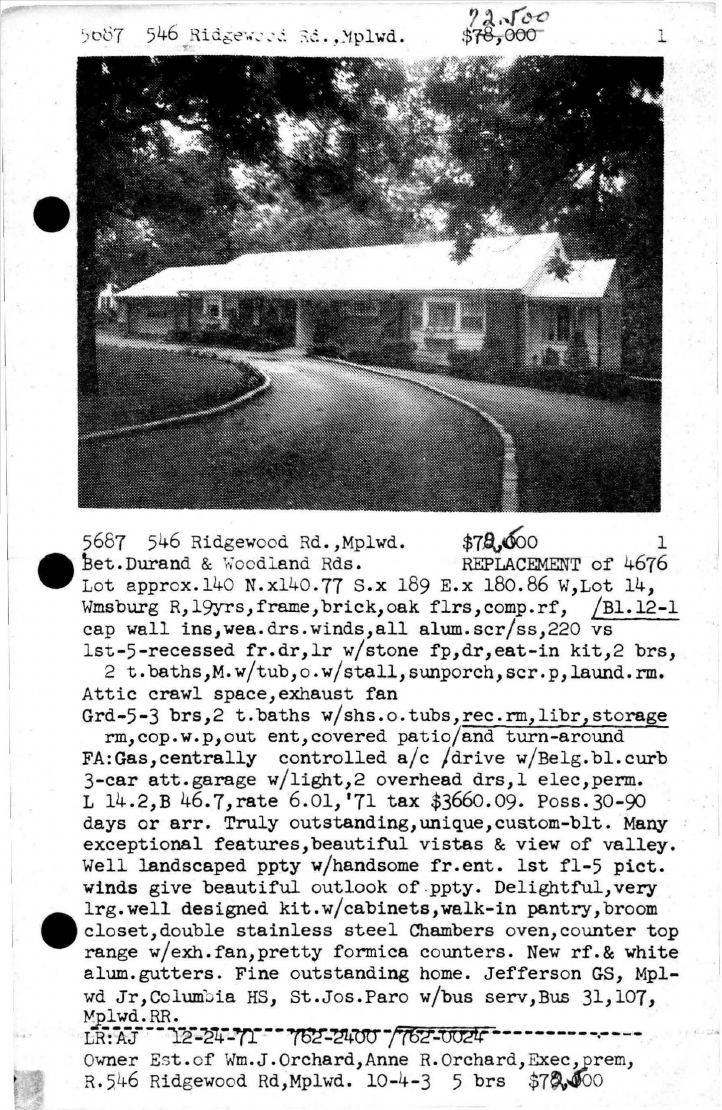 72,500
5687 546 Ridgewood Rd.,Mplwd. $78,000 1
5687 546 Ridgewood Rd.,Mplwd. $72,500 1
Bet.Durand & Woodland Rds. REPLACEMENT of 4676
Lot approx.140 N.x140.77 S.x 189 E.x 180.86 W,Lot 14,
Wmsburg R,19yrs,frame,brick,oak flrs,comp.rf, /Bl.12-1
cap wall ins,wea.drs.winds,all alum.scr/ss,220 vs
1st-5-recessed fr.dr,lr w/stone fp,dr,eat-in kit,2 brs,
2 t.baths,M.w/tub,o.w/stall,sunporch,scr.p,laund.rm.
Attic crawl space,exhaust fan
Grd-5-3 brs,2 t.baths w/shs.o.tubs,rec.rm,libr,storage
rm,cop.w.p,out ent,covered patio/and turn-around
FA:Gas,centrally controlled a/c /drive w/Belg.bl.curb
3-car att.garage w/light,2 overhead drs,1 elec,perm.
L 14.2,B 46.7,rate 6.01,'71 tax $3660.09. Poss.30-90
days or arr. Truly outstanding,unique,custom-blt. Many
exceptional features,beautiful vistas & view of valley.
Well landscaped ppty w/handsome fr.ent. 1st fl-5 pict.
winds give beautiful outlook of ppty. Delightful,very
lrg.well designed kit.w/cabinets,walk-in pantry,broom
closet,double stainless steel Chambers oven,counter top
range w/exh.fan,pretty formica counters. New rf.& white
alum.gutters. Fine outstanding home. Jefferson GS, Mpl-
wd Jr,Columbia HS, St.Jos.Paro w/bus serv,Bus 31,107,
Mplwd.RR.
LR:AJ 12-24-71 762-2400 /762-0024
Owner Est.of Wm.J.Orchard,Anne R.Orchard,Exec,prem,
R.546 Ridgewood Rd,Mplwd. 10-4-3 5 brs $72,500